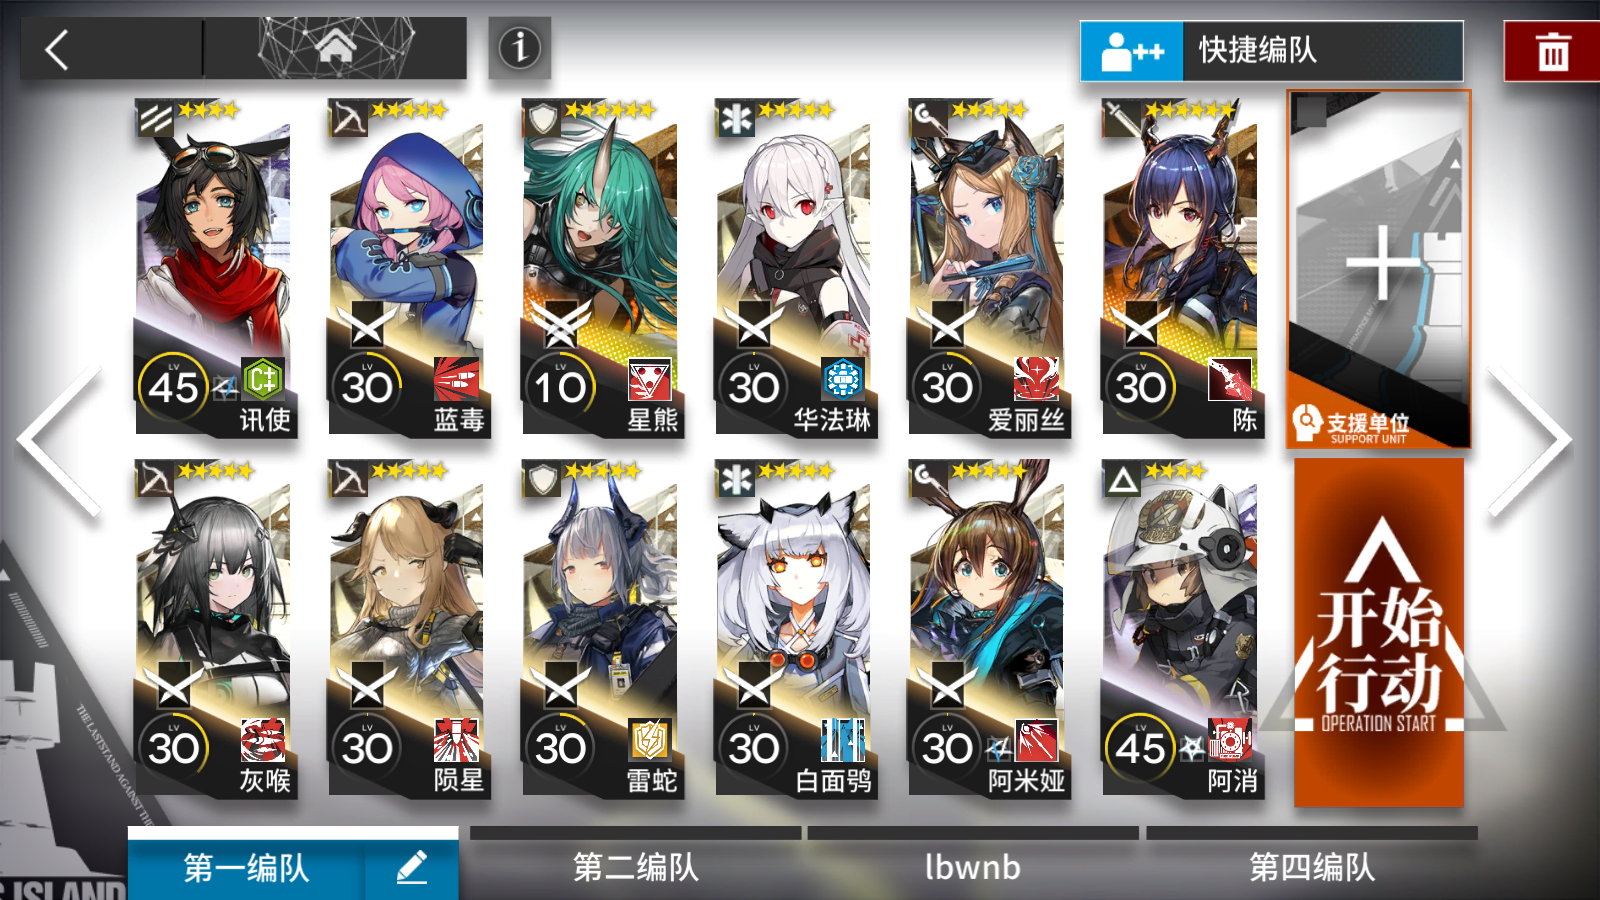 快捷编队
LV
45
讯使
LV
30
蓝毒
LV
10
星熊
LV
30
华法琳
LV
30
爱丽丝
LV
30
陈
支援单位
SUPPORT UNIT
LV
30
灰喉
LV
30
陨星
LV
30
雷蛇
LV
30
白面鸮
LV
30
阿米娅
LV
45
阿消
开始
行动
OPERATION START
THE LAST STAND AGAINST THE
ISLAND
第一编队
第二编队
lbwnb
第四编队